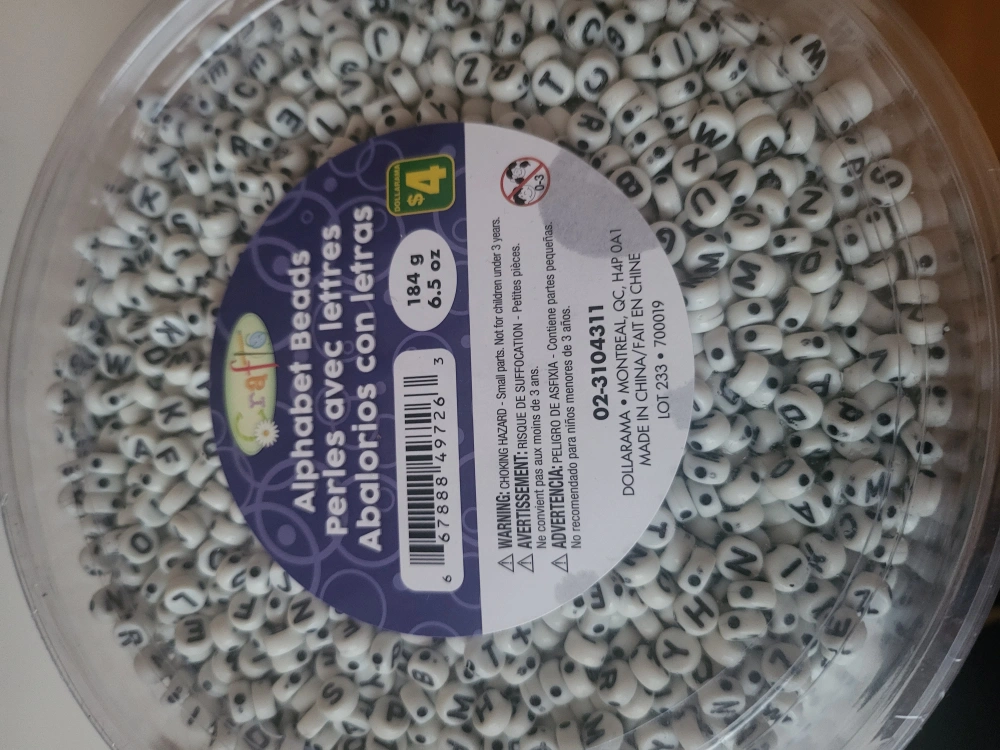 Crafts
Alphabet Beads
Perles avec lettres
Abalorios con letras
6 67888 49726 3
184 g
6.5 oz
DOLLARAMA
$4
⚠ WARNING: CHOKING HAZARD - Small parts. Not for children under 3 years.
⚠ AVERTISSEMENT: RISQUE DE SUFFOCATION - Petites pièces.
Ne convient pas aux moins de 3 ans.
⚠ ADVERTENCIA: PELIGRO DE ASFIXIA - Contiene partes pequeñas.
No recomendado para niños menores de 3 años.
0-3
02-3104311
DOLLARAMA • MONTREAL, QC, H4P 0A1
MADE IN CHINA/FAIT EN CHINE
LOT 233 • 700019